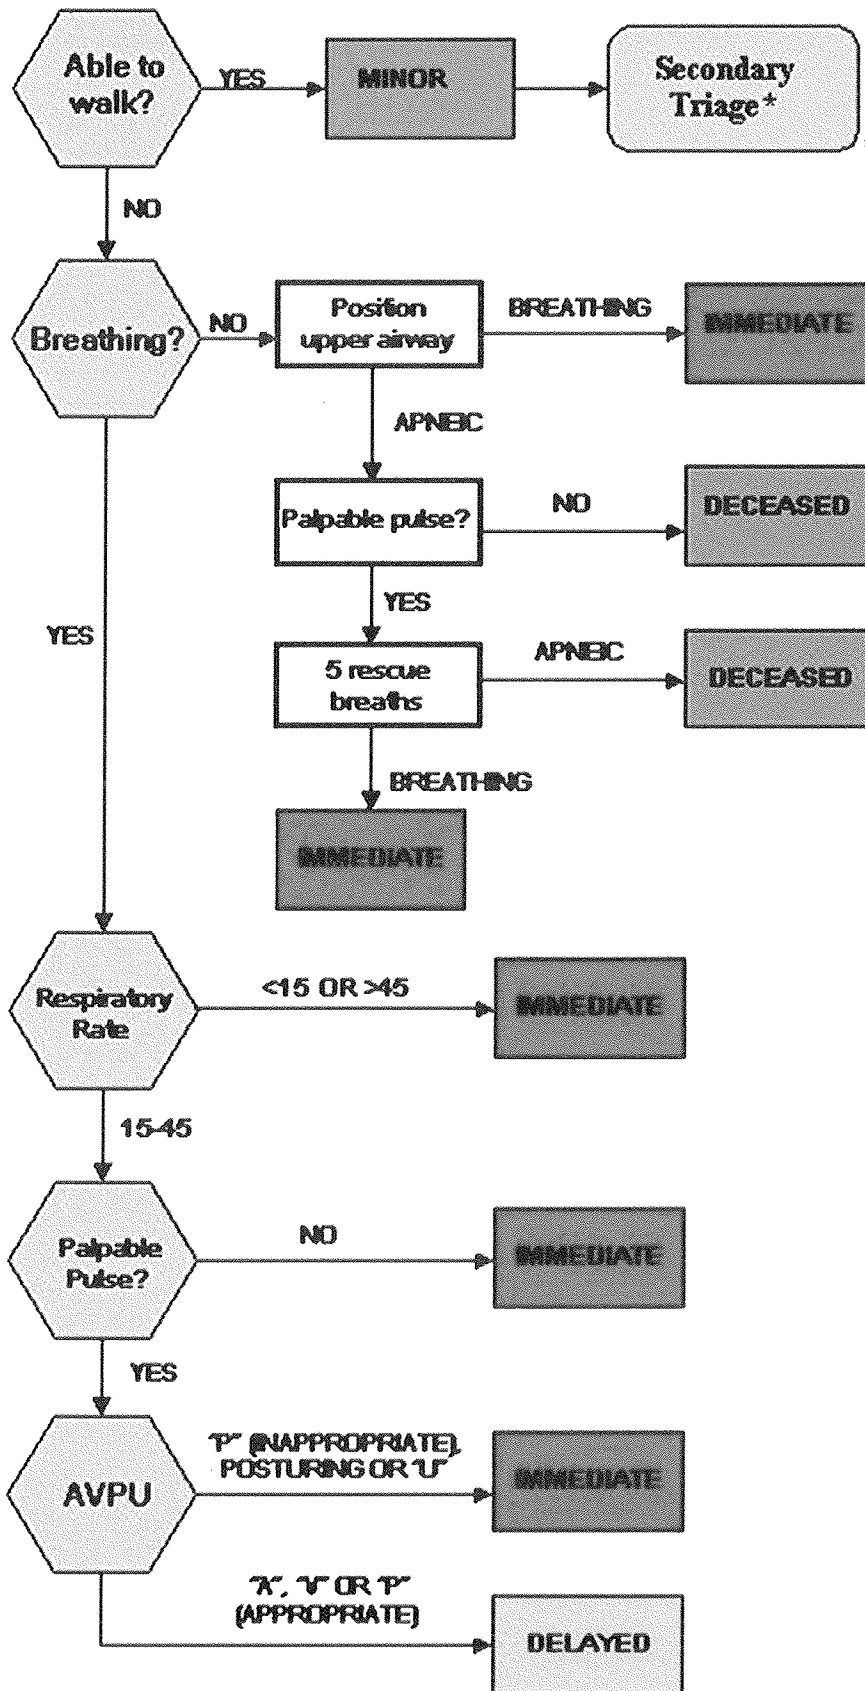 Able to
walk?
YES
MINOR
Secondary
Triage*
NO
Breathing?
NO
Position
upper airway
BREATHING
IMMEDIATE
APNEIC
Palpable pulse?
NO
DECEASED
YES
YES
5 rescue
breaths
APNEIC
DECEASED
BREATHING
IMMEDIATE
Respiratory
Rate
<15 OR >45
IMMEDIATE
15-45
Palpable
Pulse?
NO
IMMEDIATE
YES
AVPU
"P" (INAPPROPRIATE),
POSTURING OR "U"
IMMEDIATE
"A", "V" OR "P"
(APPROPRIATE)
DELAYED